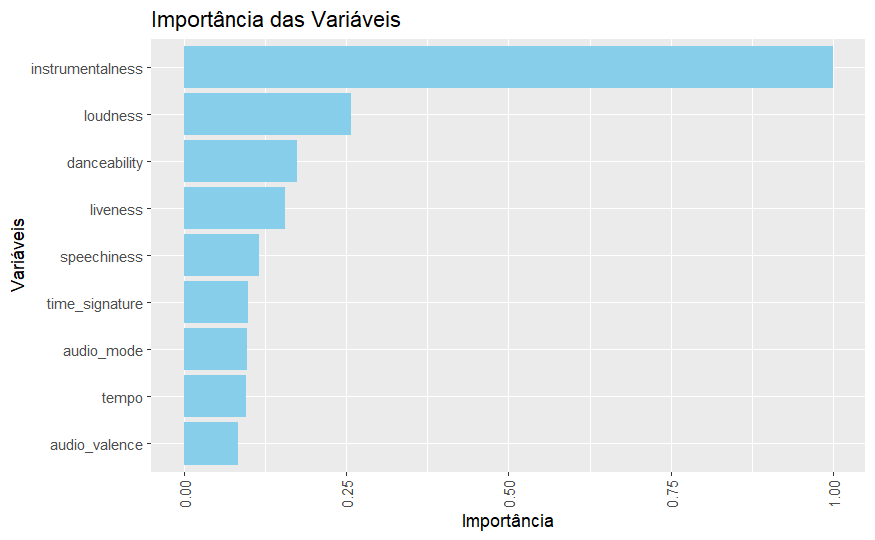 Importância das Variáveis
Variáveis
instrumentalness
loudness
danceability
liveness
speechiness
time_signature
audio_mode
tempo
audio_valence
0.00
0.25
0.50
0.75
1.00
Importância